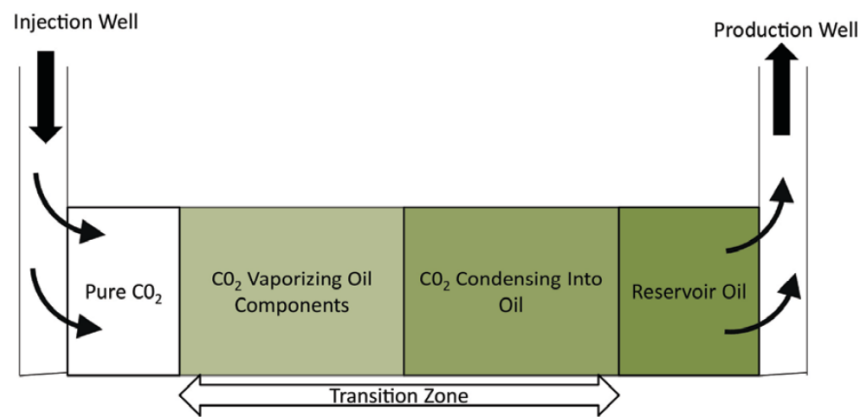 Injection Well
Production Well
Pure C0₂
C0₂ Vaporizing Oil
Components
C0₂ Condensing Into
Oil
Reservoir Oil
Transition Zone